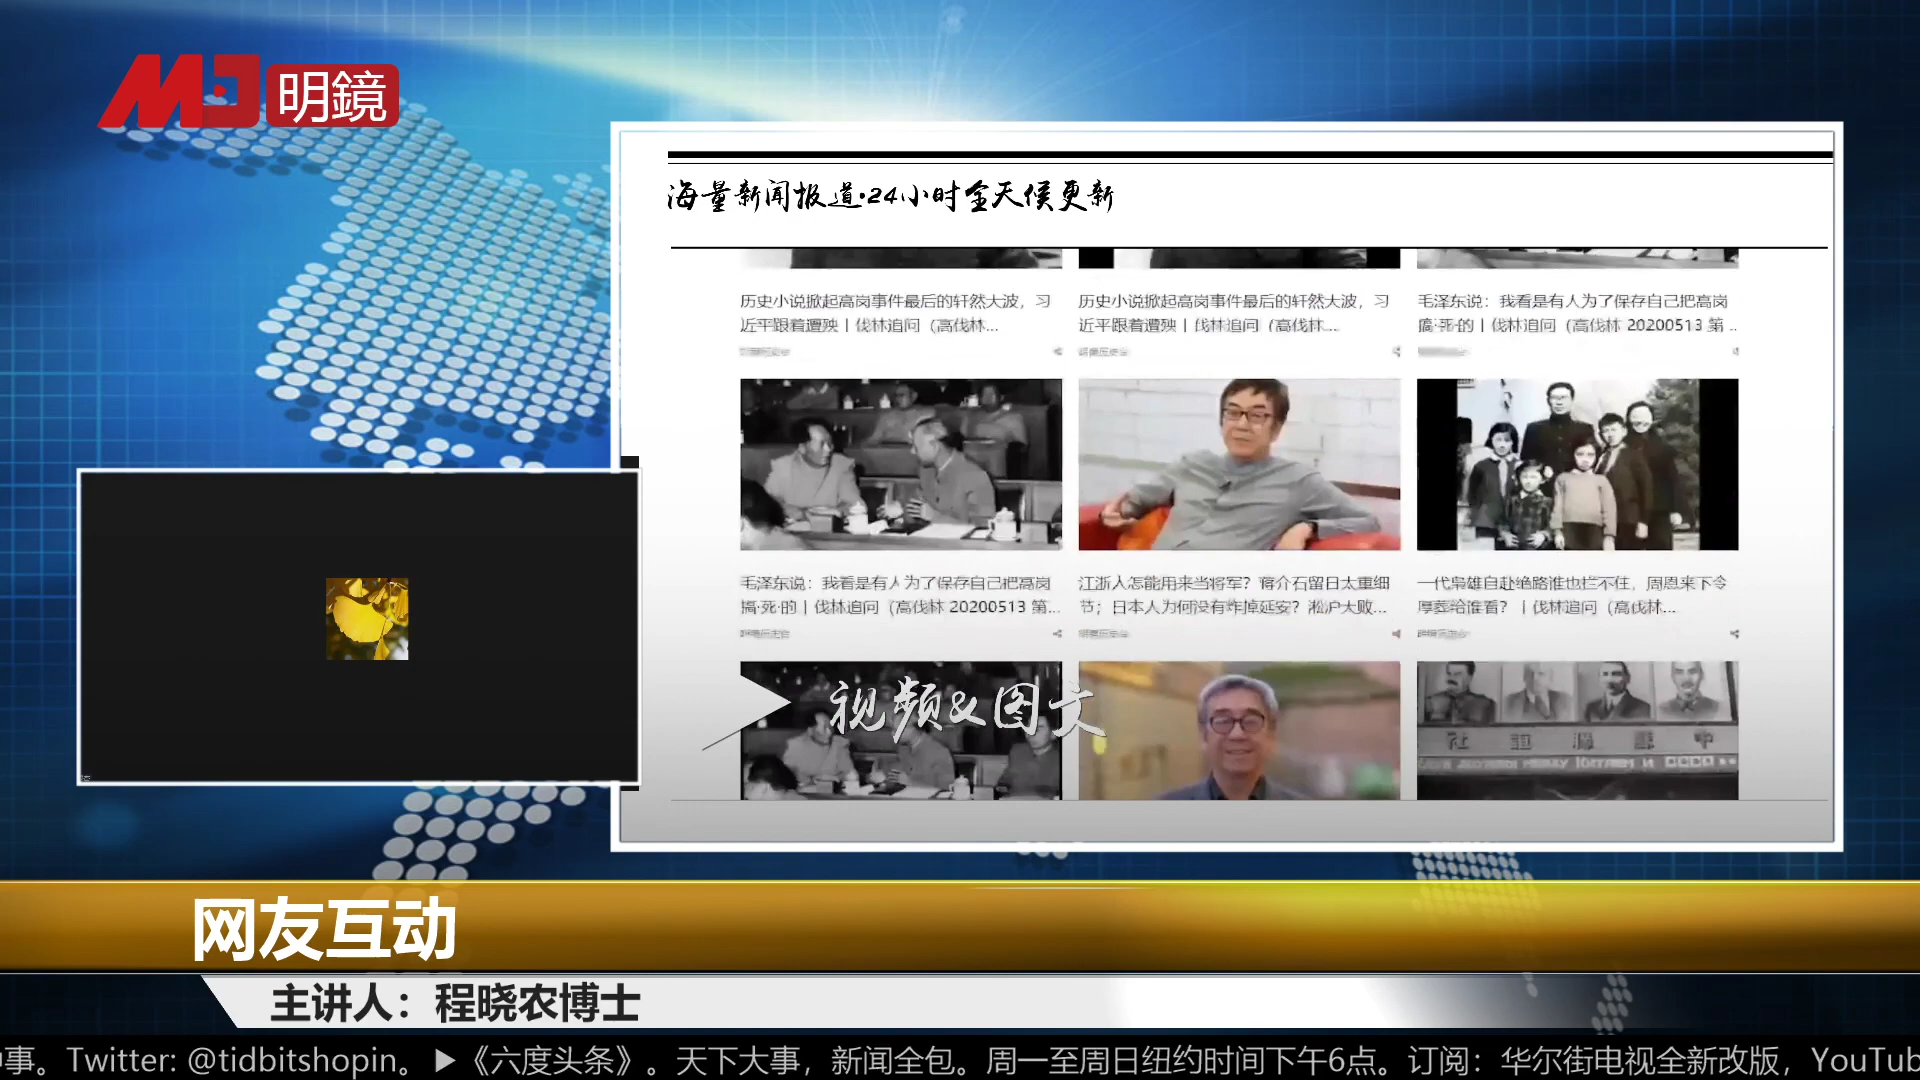 明鏡
海量新闻报道·24小时全天侯更新
历史小说掀起高岗事件最后的轩然大波，习
近平跟着遭殃丨伐林追问（高伐林...
历史小说掀起高岗事件最后的轩然大波，习
近平跟着遭殃丨伐林追问（高伐林...
毛泽东说：我看是有人为了保存自己把高岗
搞·死·的丨伐林追问（高伐林 20200513 第 ..
毛泽东说：我看是有人为了保存自己把高岗
搞·死·的丨伐林追问（高伐林 20200513 第...
江浙人怎能用来当将军？蒋介石留日太重细
节；日本人为何没有炸掉延安？淞沪大败...
一代枭雄自赴绝路谁也拦不住，周恩来下令
厚葬给谁看？丨伐林追问（高伐林...
视频&图文
网友互动
主讲人：程晓农博士
事。Twitter: @tidbitshopin。▶《六度头条》。天下大事，新闻全包。周一至周日纽约时间下午6点。订阅：华尔街电视全新改版，YouTub